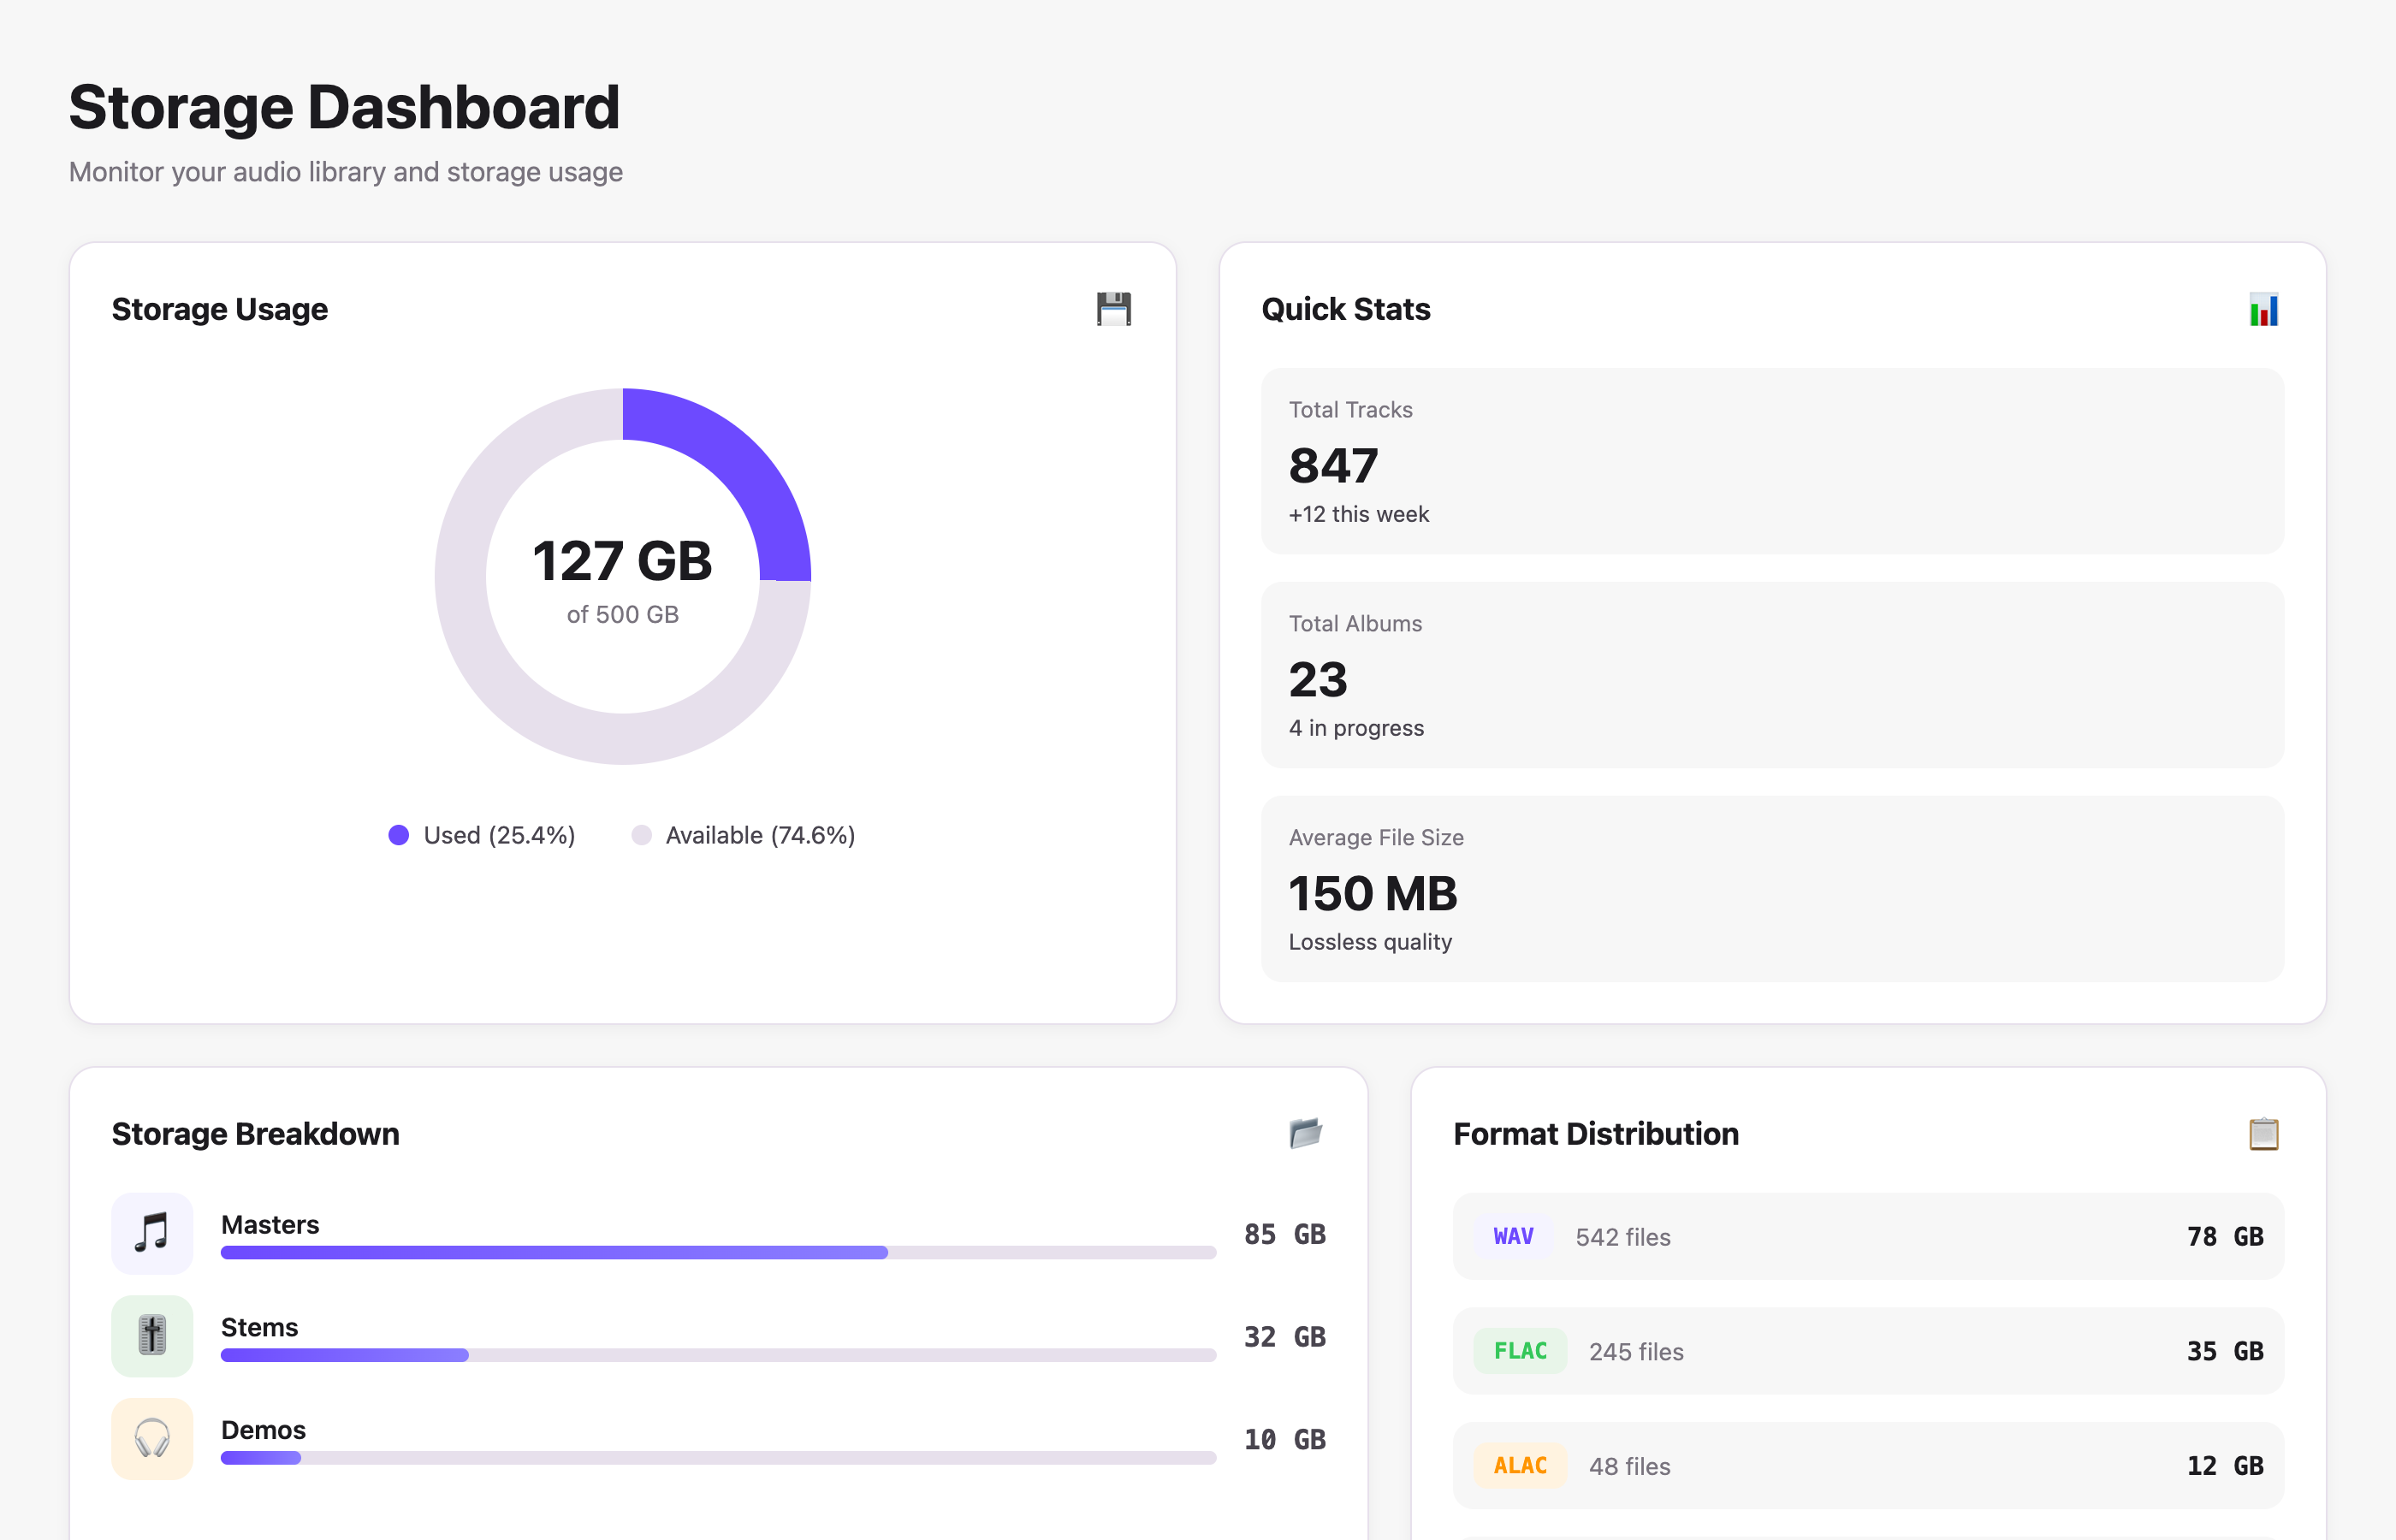 Storage Dashboard
Monitor your audio library and storage usage
Storage Usage
127 GB
of 500 GB
Used (25.4%)
Available (74.6%)
Quick Stats
Total Tracks
847
+12 this week
Total Albums
23
4 in progress
Average File Size
150 MB
Lossless quality
Storage Breakdown
Masters
85 GB
Stems
32 GB
Demos
10 GB
Format Distribution
WAV 542 files 78 GB
FLAC 245 files 35 GB
ALAC 48 files 12 GB